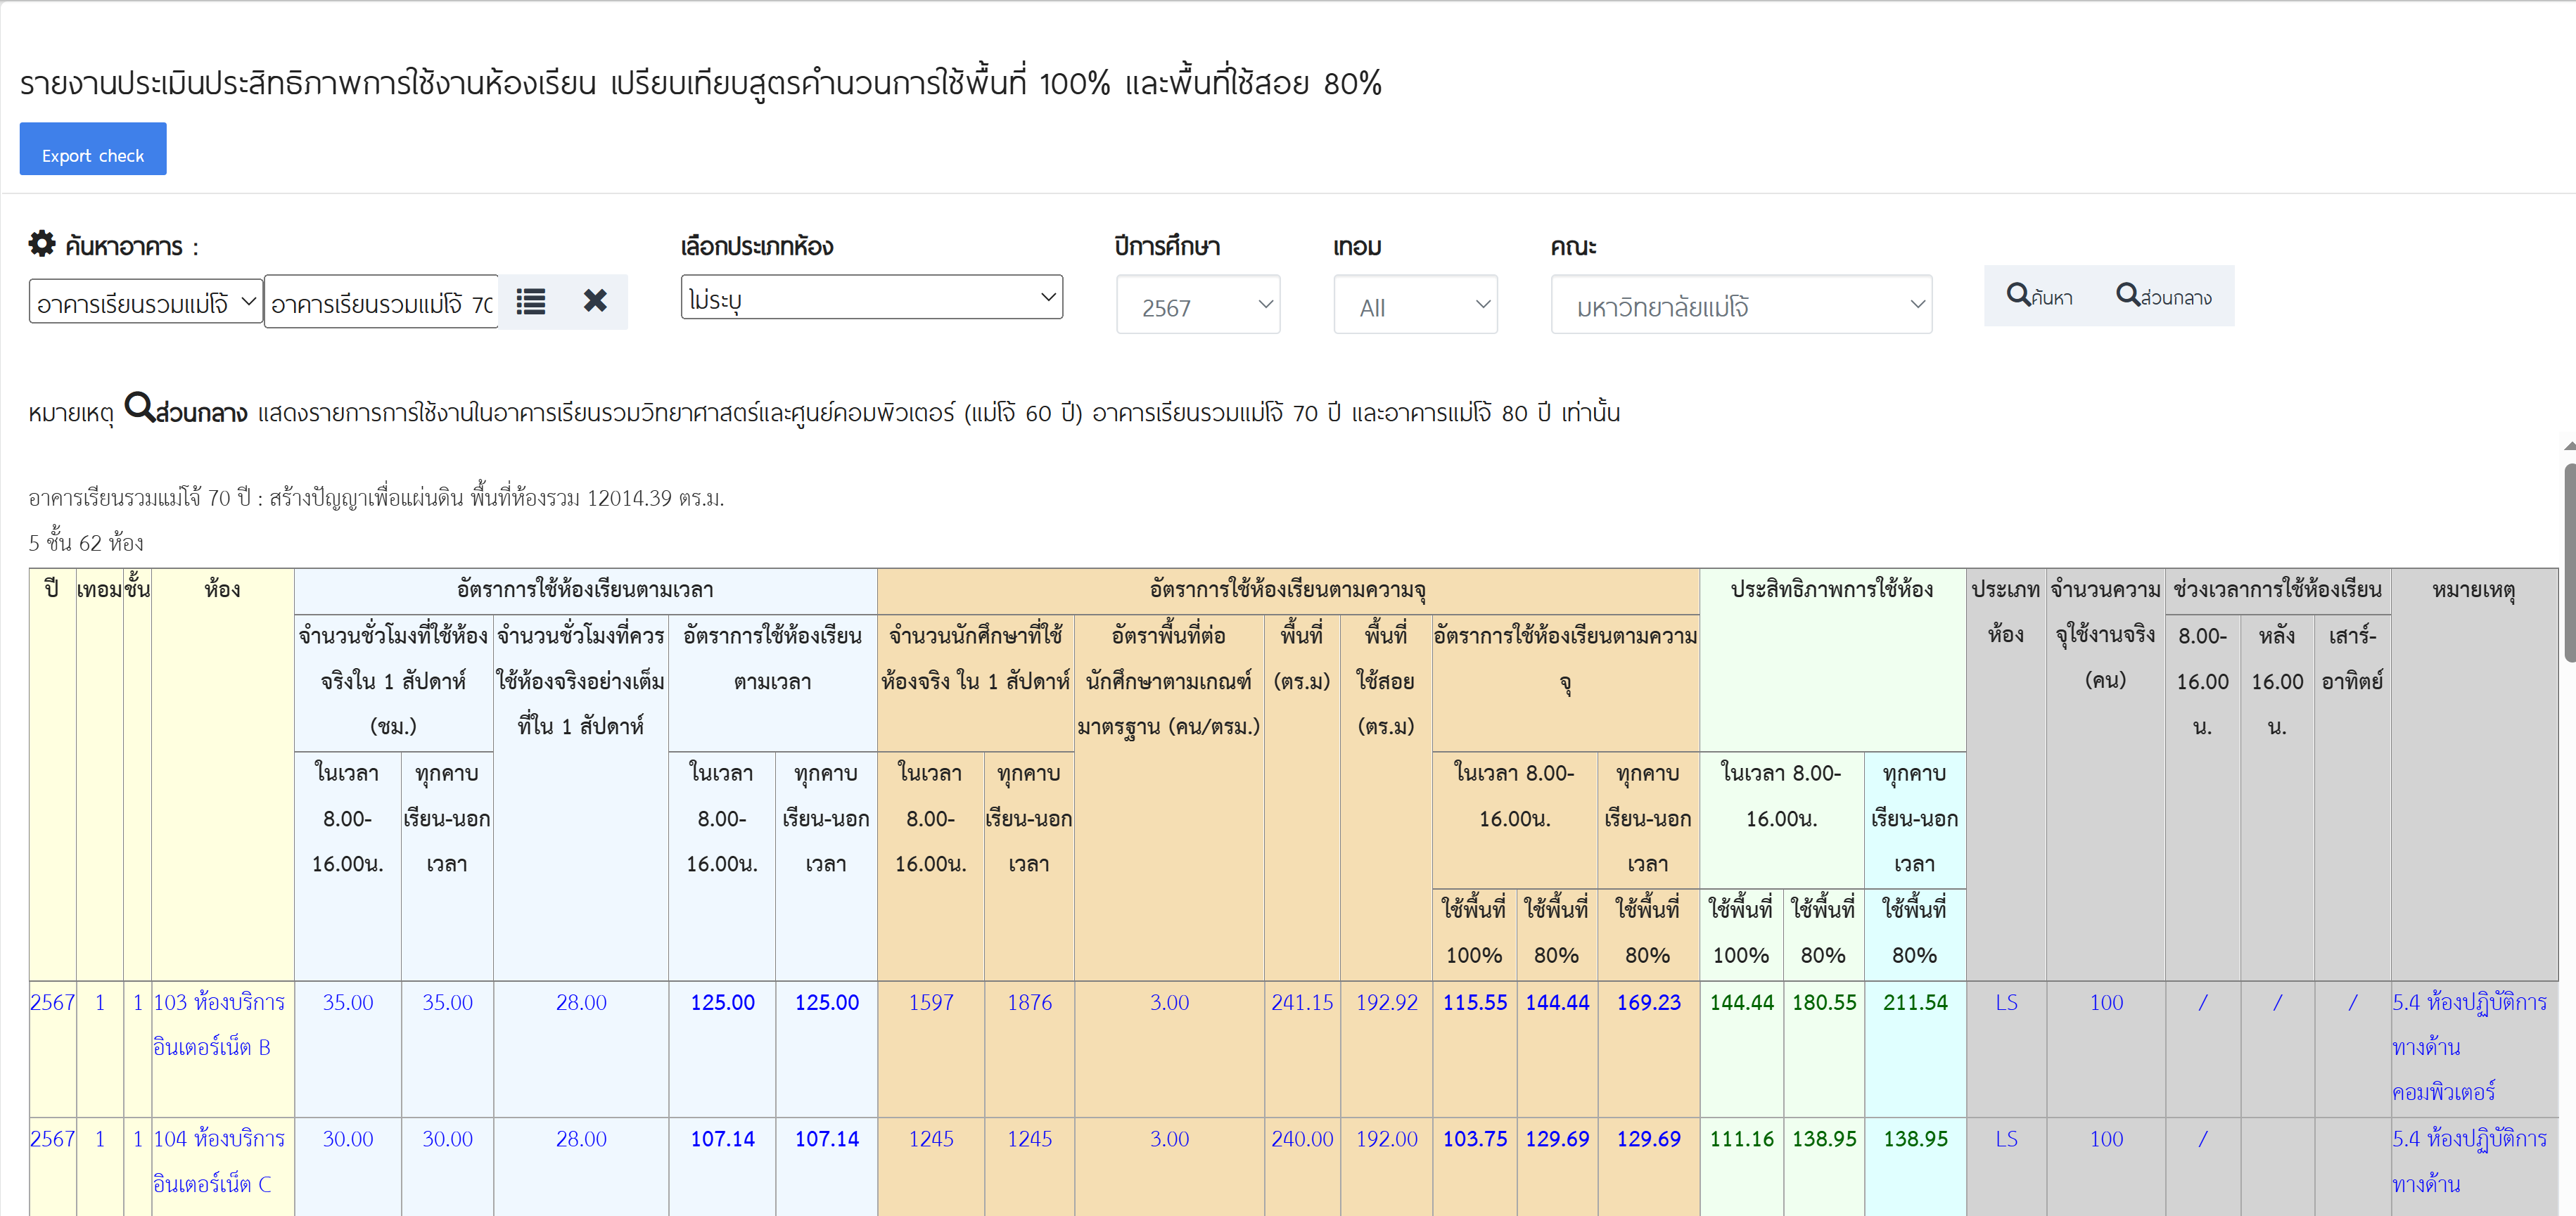 รายงานประเมินประสิทธิภาพการใช้งานห้องเรียน เปรียบเทียบสูตรคำนวนการใช้พื้นที่ 100% และพื้นที่ใช้สอย 80%
Export check
ค้นหาอาคาร :
เลือกประเภทห้อง
ปีการศึกษา
เทอม
คณะ
อาคารเรียนรวมแม่โจ้
อาคารเรียนรวมแม่โจ้ 70
ไม่ระบุ
2567
All
มหาวิทยาลัยแม่โจ้
ค้นหา
ส่วนกลาง
หมายเหตุ ส่วนกลาง แสดงรายการการใช้งานในอาคารเรียนรวมวิทยาศาสตร์และศูนย์คอมพิวเตอร์ (แม่โจ้ 60 ปี) อาคารเรียนรวมแม่โจ้ 70 ปี และอาคารแม่โจ้ 80 ปี เท่านั้น
อาคารเรียนรวมแม่โจ้ 70 ปี : สร้างปัญญาเพื่อแผ่นดิน พื้นที่ห้องรวม 12014.39 ตร.ม.
5 ชั้น 62 ห้อง
ปี เทอม ชั้น ห้อง อัตราการใช้ห้องเรียนตามเวลา อัตราการใช้ห้องเรียนตามความจุ ประสิทธิภาพการใช้ห้อง ประเภท จำนวนความ ช่วงเวลาการใช้ห้องเรียน หมายเหตุ
จำนวนชั่วโมงที่ใช้ห้อง จำนวนชั่วโมงที่ควร อัตราการใช้ห้องเรียน จำนวนนักศึกษาที่ใช้ อัตราพื้นที่ต่อ พื้นที่ พื้นที่ อัตราการใช้ห้องเรียนตามความ ห้อง จุใช้งานจริง 8.00- หลัง เสาร์-
จริงใน 1 สัปดาห์ ใช้ห้องจริงอย่างเต็ม ตามเวลา ห้องจริง ใน 1 สัปดาห์ นักศึกษาตามเกณฑ์ (ตร.ม) ใช้สอย จุ (คน) 16.00 16.00 อาทิตย์
(ชม.) ที่ใน 1 สัปดาห์ มาตรฐาน (คน/ตรม.) (ตร.ม) น. น.
ในเวลา ทุกคาบ ในเวลา ทุกคาบ ในเวลา ทุกคาบ ในเวลา 8.00- ทุกคาบ ในเวลา 8.00- ทุกคาบ
8.00- เรียน-นอก 8.00- เรียน-นอก 8.00- เรียน-นอก 16.00น. เรียน-นอก 16.00น. เรียน-นอก
16.00น. เวลา 16.00น. เวลา 16.00น. เวลา เวลา เวลา
ใช้พื้นที่ ใช้พื้นที่ ใช้พื้นที่ ใช้พื้นที่ ใช้พื้นที่ ใช้พื้นที่
100% 80% 80% 100% 80% 80%
2567 1 1 103 ห้องบริการ 35.00 35.00 28.00 125.00 125.00 1597 1876 3.00 241.15 192.92 115.55 144.44 169.23 144.44 180.55 211.54 LS 100 / / / 5.4 ห้องปฏิบัติการ
อินเตอร์เน็ต B ทางด้าน
คอมพิวเตอร์
2567 1 1 104 ห้องบริการ 30.00 30.00 28.00 107.14 107.14 1245 1245 3.00 240.00 192.00 103.75 129.69 129.69 111.16 138.95 138.95 LS 100 / 5.4 ห้องปฏิบัติการ
อินเตอร์เน็ต C ทางด้าน